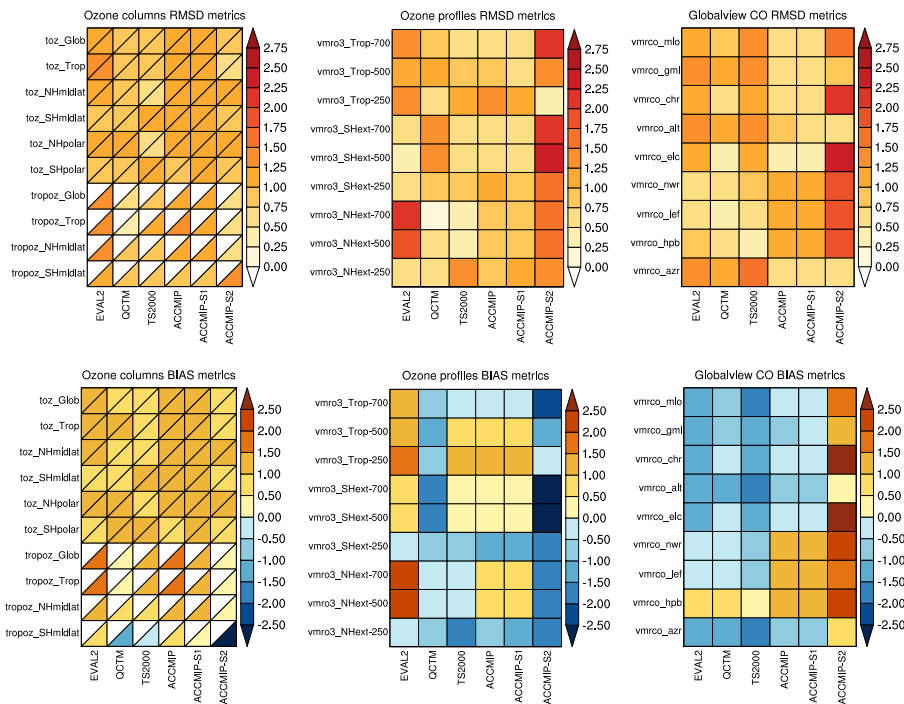 Ozone columns RMSD metrics
toz_Glob
toz_Trop
toz_NHmidlat
toz_SHmidlat
toz_NHpolar
toz_SHpolar
tropoz_Glob
tropoz_Trop
tropoz_NHmidlat
tropoz_SHmidlat
2.75
2.50
2.25
2.00
1.75
1.50
1.25
1.00
0.75
0.50
0.25
0.00
EVAL2
QCTM
TS2000
ACCMIP
ACCMIP-S1
ACCMIP-S2
Ozone profiles RMSD metrics
vmro3_Trop-700
vmro3_Trop-500
vmro3_Trop-250
vmro3_SHext-700
vmro3_SHext-500
vmro3_SHext-250
vmro3_NHext-700
vmro3_NHext-500
vmro3_NHext-250
2.75
2.50
2.25
2.00
1.75
1.50
1.25
1.00
0.75
0.50
0.25
0.00
EVAL2
QCTM
TS2000
ACCMIP
ACCMIP-S1
ACCMIP-S2
Globalview CO RMSD metrics
vmrco_mlo
vmrco_gml
vmrco_chr
vmrco_alt
vmrco_elc
vmrco_nwr
vmrco_lef
vmrco_hpb
vmrco_azr
2.75
2.50
2.25
2.00
1.75
1.50
1.25
1.00
0.75
0.50
0.25
0.00
EVAL2
QCTM
TS2000
ACCMIP
ACCMIP-S1
ACCMIP-S2
Ozone columns BIAS metrics
toz_Glob
toz_Trop
toz_NHmidlat
toz_SHmidlat
toz_NHpolar
toz_SHpolar
tropoz_Glob
tropoz_Trop
tropoz_NHmidlat
tropoz_SHmidlat
2.50
2.00
1.50
1.00
0.50
0.00
-0.50
-1.00
-1.50
-2.00
-2.50
EVAL2
QCTM
TS2000
ACCMIP
ACCMIP-S1
ACCMIP-S2
Ozone profiles BIAS metrics
vmro3_Trop-700
vmro3_Trop-500
vmro3_Trop-250
vmro3_SHext-700
vmro3_SHext-500
vmro3_SHext-250
vmro3_NHext-700
vmro3_NHext-500
vmro3_NHext-250
2.50
2.00
1.50
1.00
0.50
0.00
-0.50
-1.00
-1.50
-2.00
-2.50
EVAL2
QCTM
TS2000
ACCMIP
ACCMIP-S1
ACCMIP-S2
Globalview CO BIAS metrics
vmrco_mlo
vmrco_gml
vmrco_chr
vmrco_alt
vmrco_elc
vmrco_nwr
vmrco_lef
vmrco_hpb
vmrco_azr
2.50
2.00
1.50
1.00
0.50
0.00
-0.50
-1.00
-1.50
-2.00
-2.50
EVAL2
QCTM
TS2000
ACCMIP
ACCMIP-S1
ACCMIP-S2